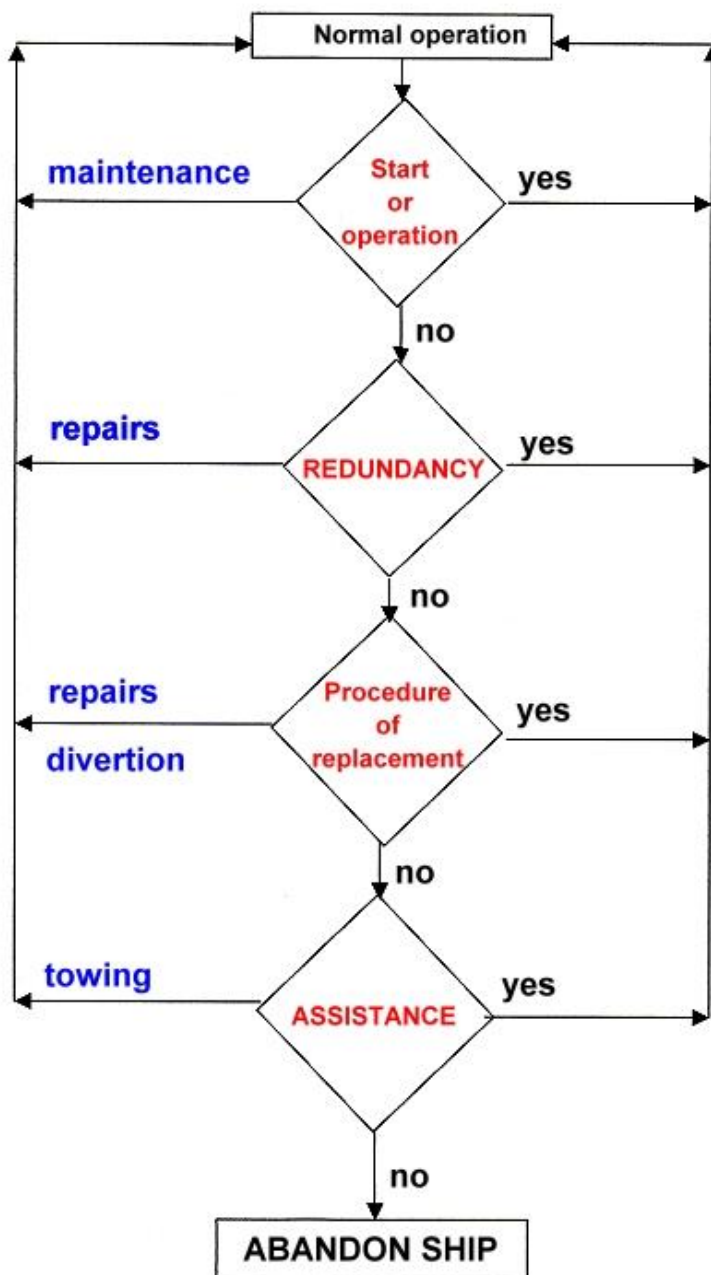 Normal operation
maintenance
Start
or
operation
yes
no
repairs
REDUNDANCY
yes
no
repairs
divertion
Procedure
of
replacement
yes
no
towing
ASSISTANCE
yes
no
ABANDON SHIP